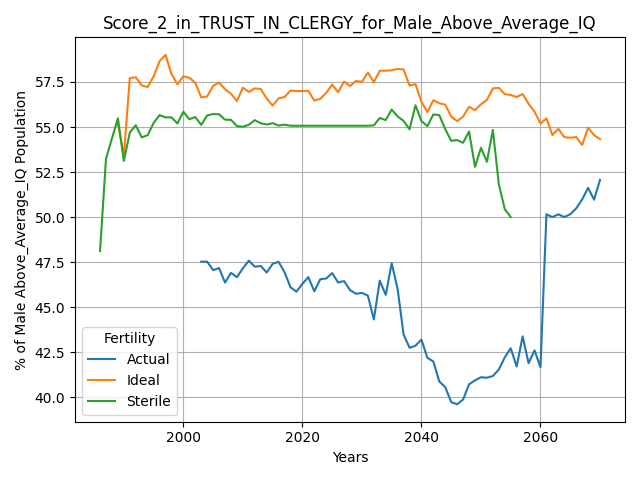 Score_2_in_TRUST_IN_CLERGY_for_Male_Above_Average_IQ
% of Male Above_Average_IQ Population
57.5
55.0
52.5
50.0
47.5
45.0
42.5
40.0
Fertility
Actual
Ideal
Sterile
2000
2020
2040
2060
Years